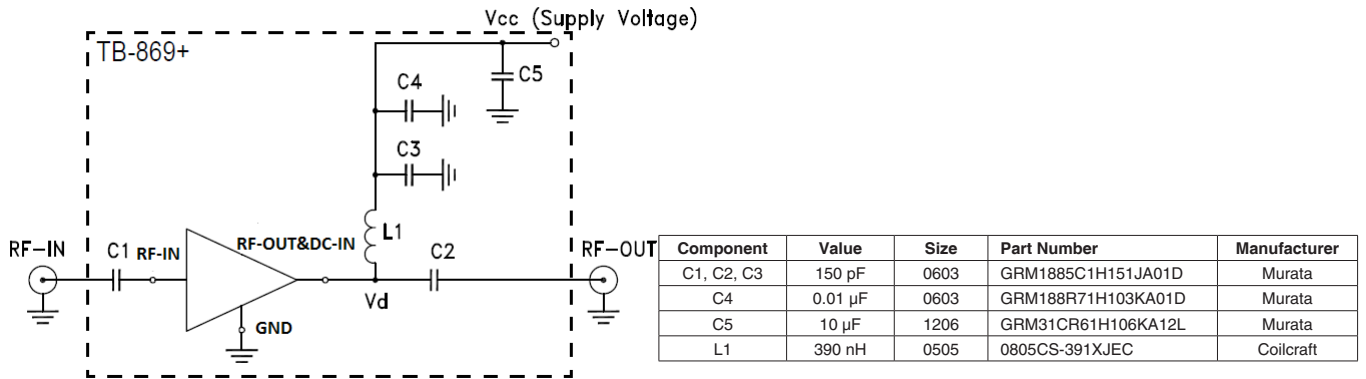 Vcc (Supply Voltage)
TB-869+
C4
C5
C3
L1
RF-IN
C1
RF-IN
RF-OUT&DC-IN
C2
RF-OUT
Vd
GND
Component Value Size Part Number Manufacturer
C1, C2, C3 150 pF 0603 GRM1885C1H151JA01D Murata
C4 0.01 µF 0603 GRM188R71H103KA01D Murata
C5 10 µF 1206 GRM31CR61H106KA12L Murata
L1 390 nH 0505 0805CS-391XJEC Coilcraft